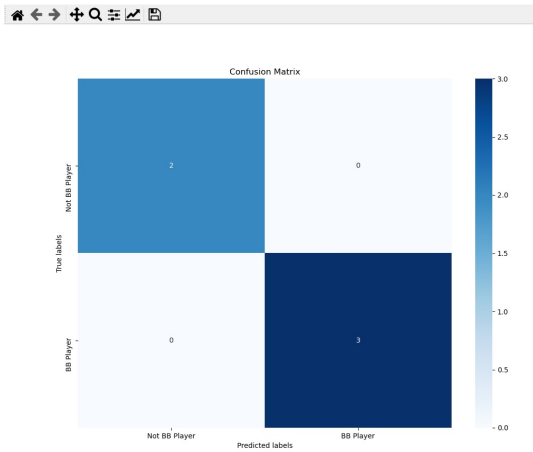 Confusion Matrix
3.0
2.5
2.0
1.5
1.0
0.5
0.0
True labels
Not BB Player
BB Player
2
0
0
3
Not BB Player
BB Player
Predicted labels